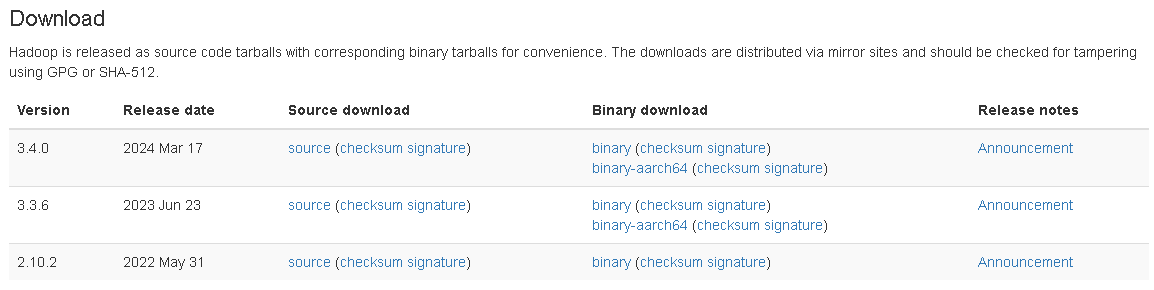 Download
Hadoop is released as source code tarballs with corresponding binary tarballs for convenience. The downloads are distributed via mirror sites and should be checked for tampering
using GPG or SHA-512.
Version Release date Source download Binary download Release notes
3.4.0 2024 Mar 17 source (checksum signature) binary (checksum signature) Announcement
binary-aarch64 (checksum signature)
3.3.6 2023 Jun 23 source (checksum signature) binary (checksum signature) Announcement
binary-aarch64 (checksum signature)
2.10.2 2022 May 31 source (checksum signature) binary (checksum signature) Announcement